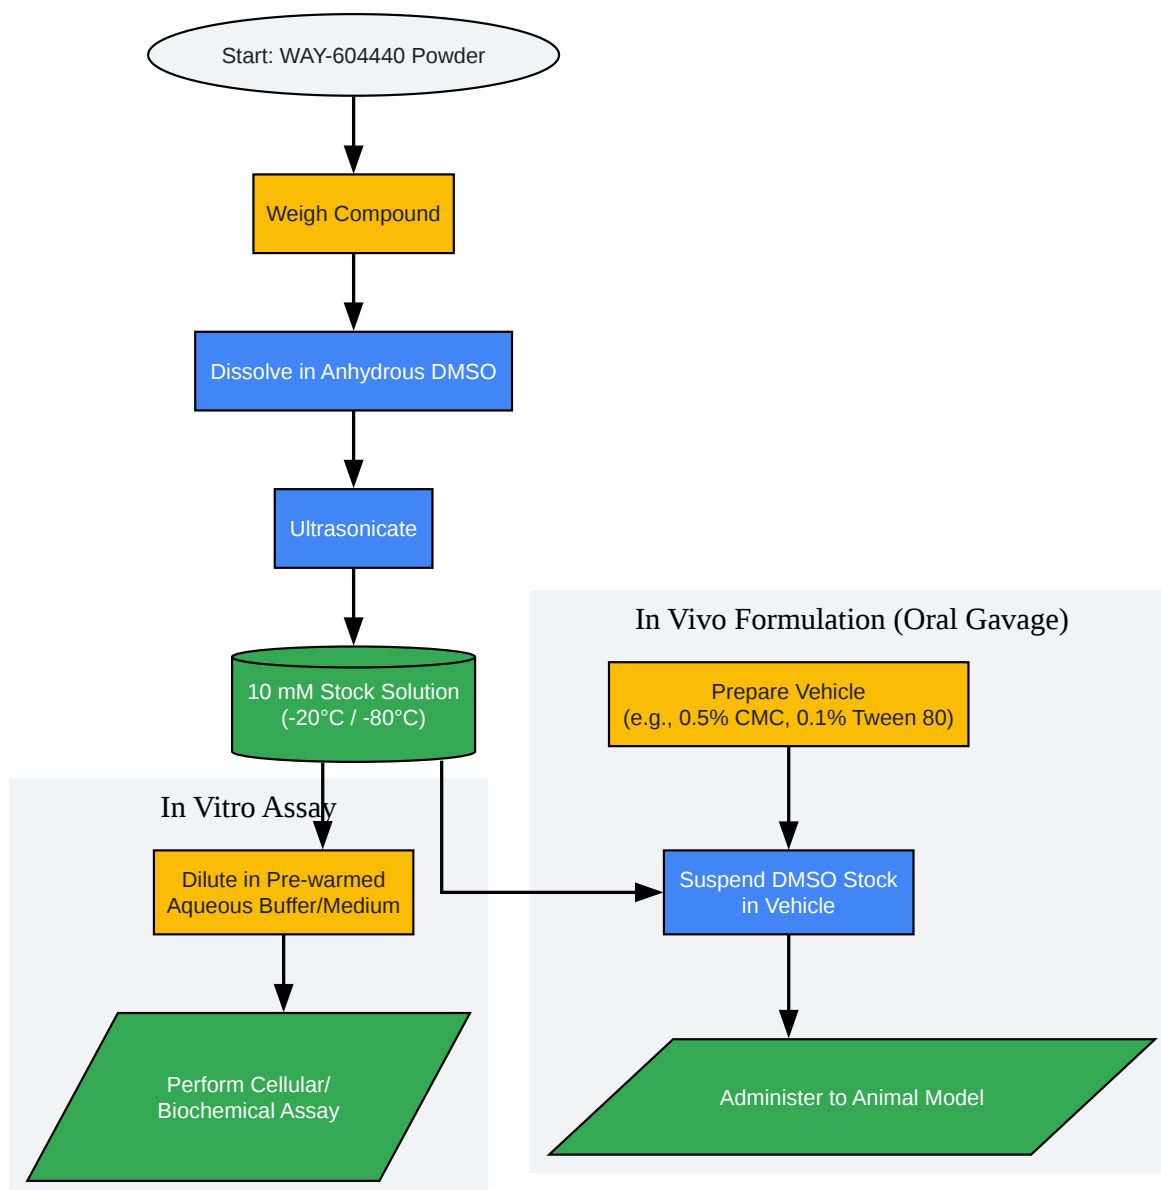 Start: WAY-604440 Powder
Weigh Compound
Dissolve in Anhydrous DMSO
Ultrasonicate
10 mM Stock Solution
(-20°C / -80°C)
In Vitro Assay
Dilute in Pre-warmed
Aqueous Buffer/Medium
Perform Cellular/
Biochemical Assay
In Vivo Formulation (Oral Gavage)
Prepare Vehicle
(e.g., 0.5% CMC, 0.1% Tween 80)
Suspend DMSO Stock
in Vehicle
Administer to Animal Model